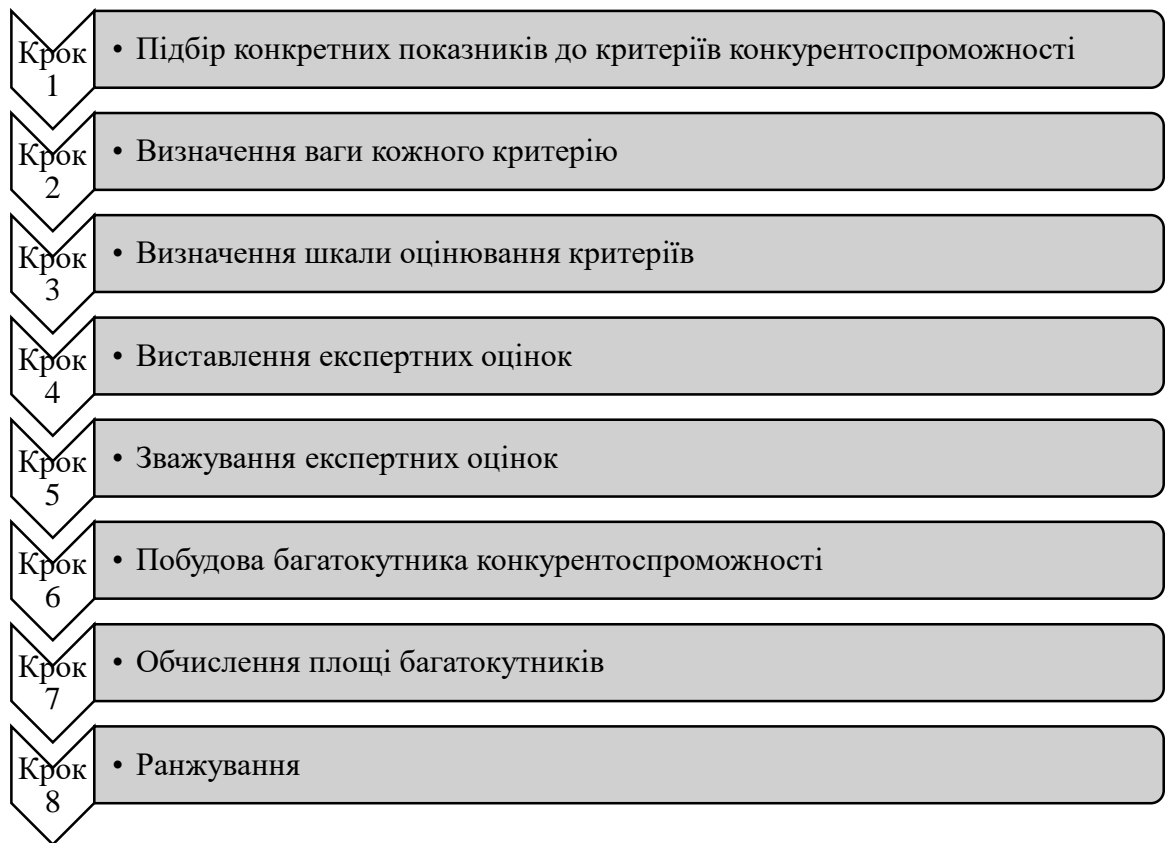 Крок
1
• Підбір конкретних показників до критеріїв конкурентоспроможності
Крок
2
• Визначення ваги кожного критерію
Крок
3
• Визначення шкали оцінювання критеріїв
Крок
4
• Виставлення експертних оцінок
Крок
5
• Зважування експертних оцінок
Крок
6
• Побудова багатокутника конкурентоспроможності
Крок
7
• Обчислення площі багатокутників
Крок
8
• Ранжування